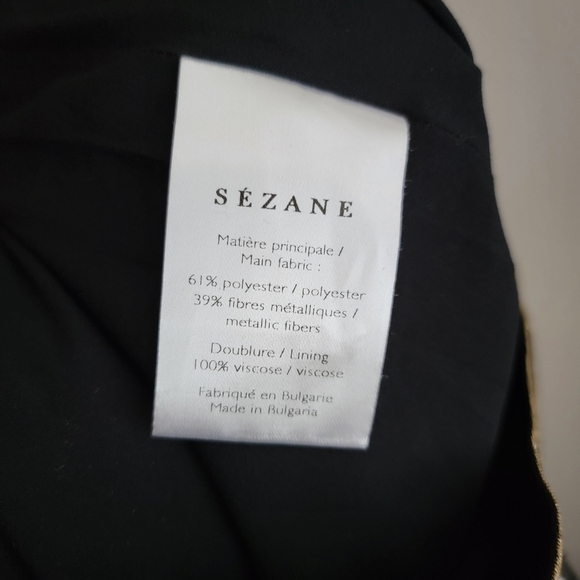 SÉZANE
Matière principale /
Main fabric :
61% polyester / polyester
39% fibres métalliques /
metallic fibers
Doublure / Lining
100% viscose / viscose
Fabriqué en Bulgarie
Made in Bulgaria